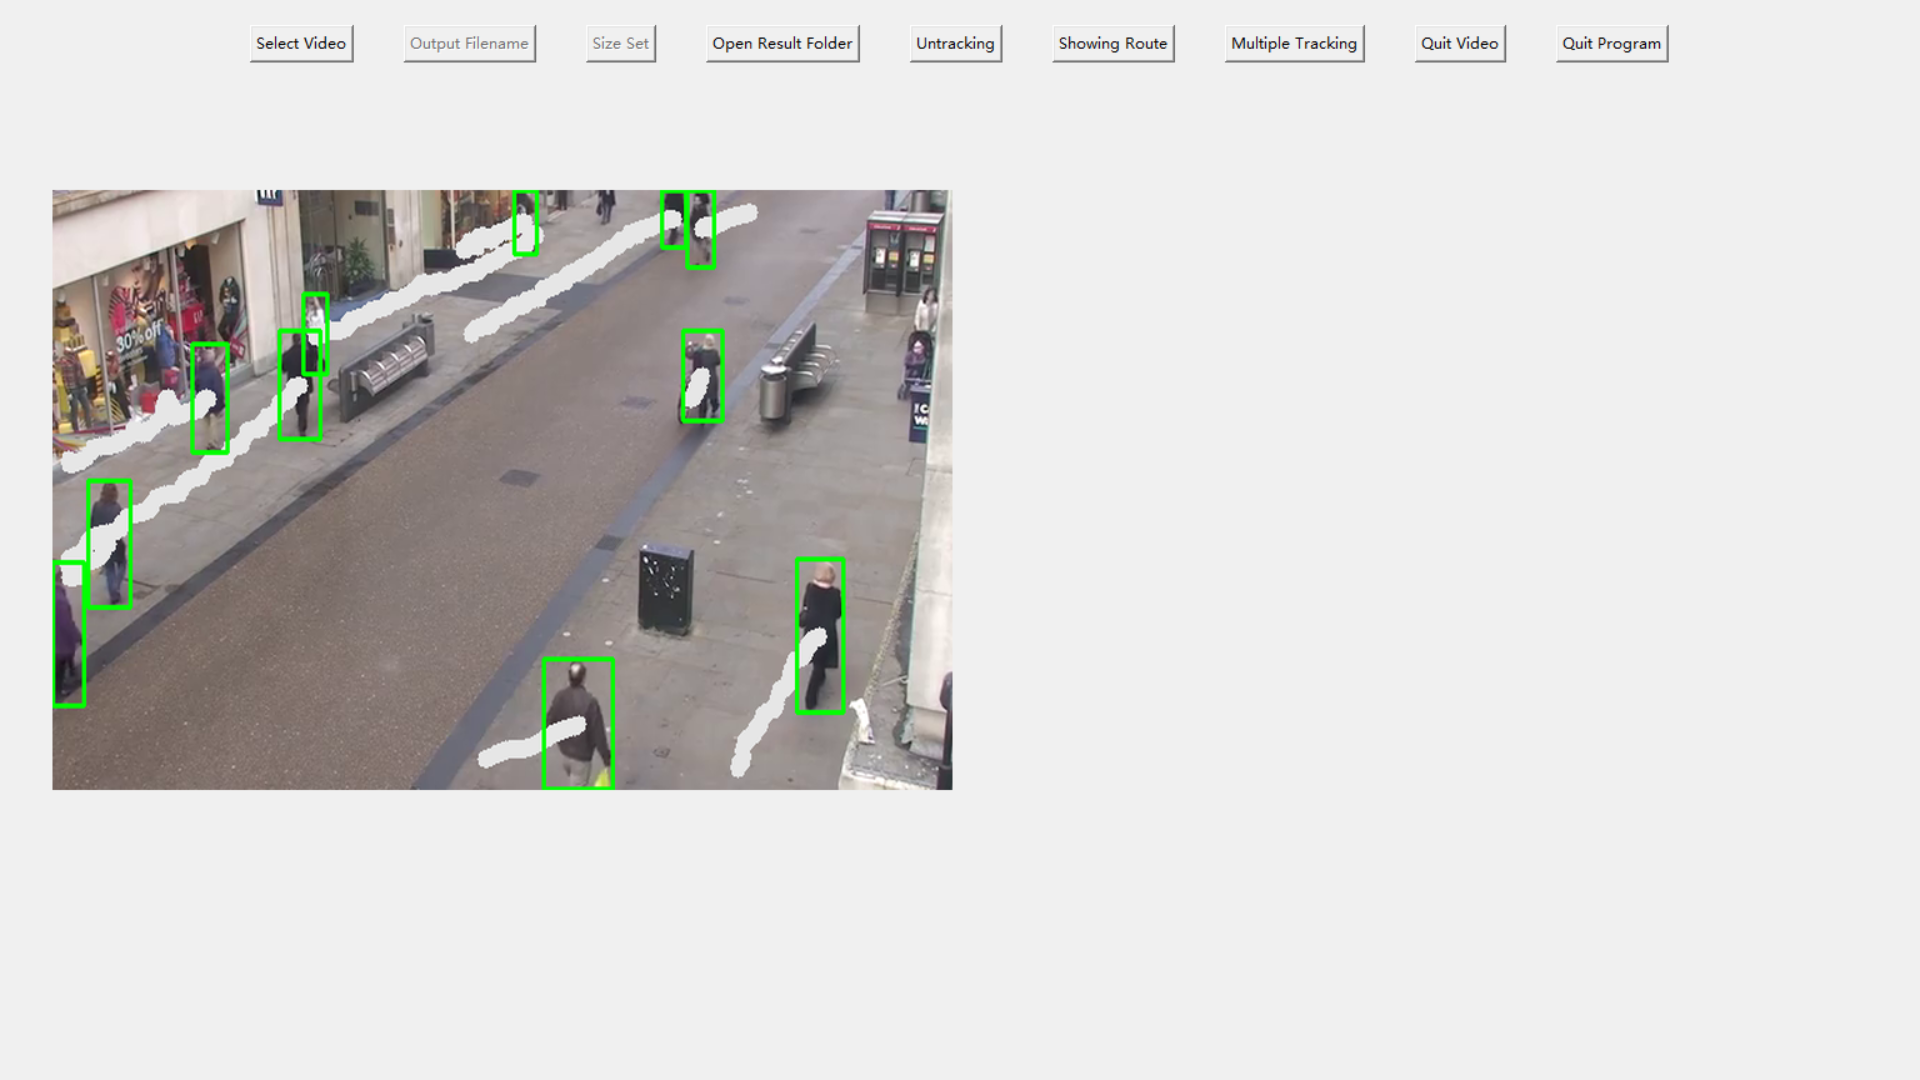 Select Video
Output Filename
Size Set
Open Result Folder
Untracking
Showing Route
Multiple Tracking
Quit Video
Quit Program
30% off